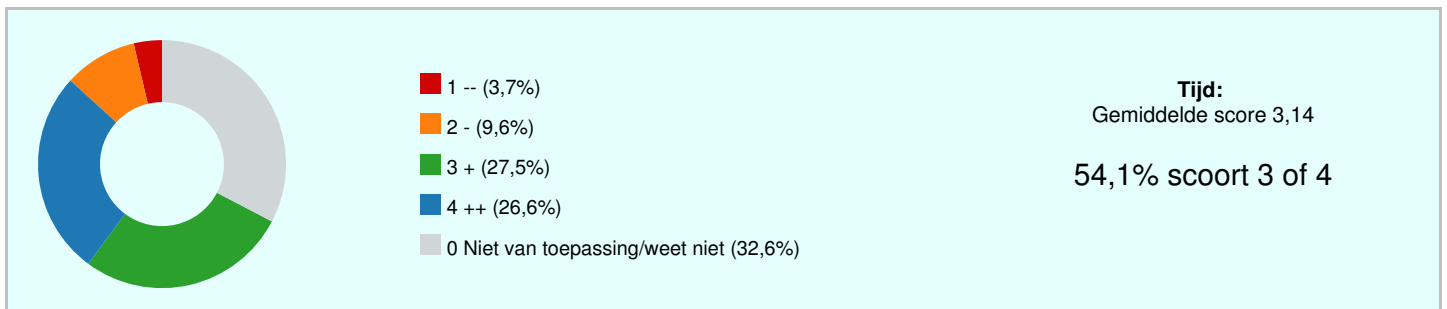 1 -- (3,7%)
2 - (9,6%)
3 + (27,5%)
4 ++ (26,6%)
0 Niet van toepassing/weet niet (32,6%)
Tijd:
Gemiddelde score 3,14
54,1% scoort 3 of 4